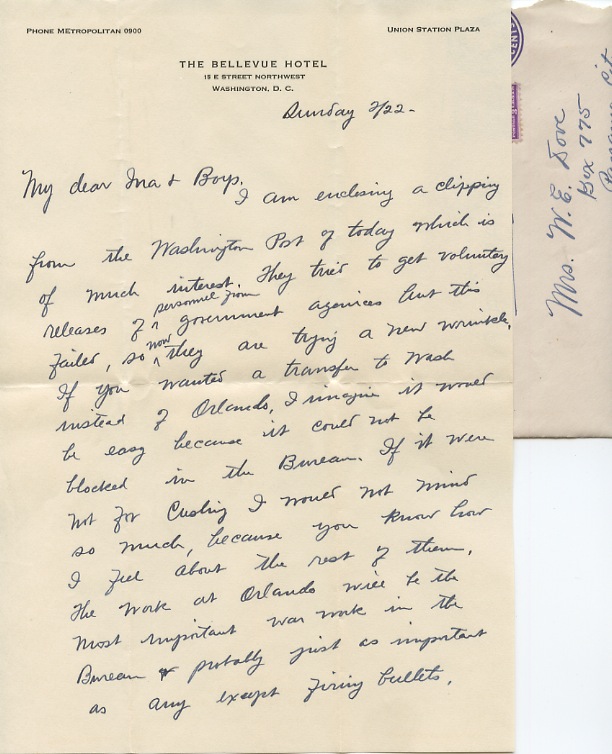 PHONE METROPOLITAN 0900
UNION STATION PLAZA
THE BELLEVUE HOTEL
15 E STREET NORTHWEST
WASHINGTON, D. C.
Sunday 2/22-
My dear Ina & Boys,
I am enclosing a clipping
from the Washington Post of today which is
of much interest. They tried to get voluntary
releases of personnel from government agencies but this
failed, so now they are trying a new wrinkle.
If you wanted a transfer to Wash
instead of Orlando, I imagine it would
be easy because it could not be
blocked in the Bureau. If it were
not for Cushing I would not mind
so much, because you know how
I feel about the rest of them.
The work at Orlando will be the
most important war work in the
Bureau & probably just as important
as any except firing bullets.
Mrs. W. E. Dove
Box 775
Panama Cit
CENTS